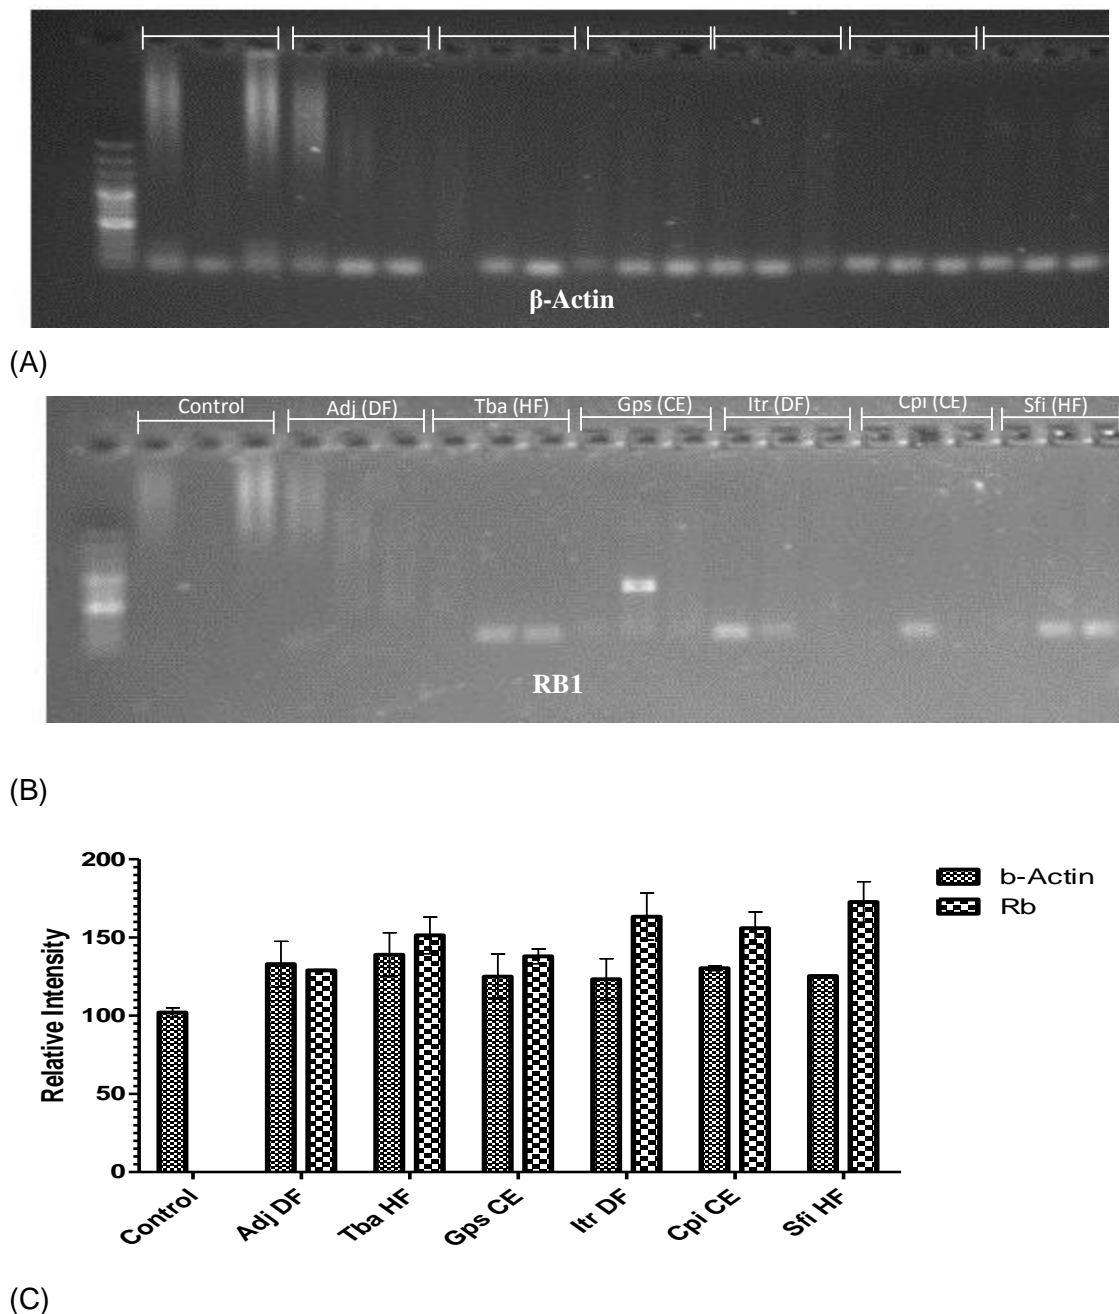 β-Actin
(A)
Control Adj (DF) Tba (HF) Gps (CE) Itr (DF) Cpi (CE) Sfi (HF)
RB1
(B)
200
150
100
50
0
Relative Intensity
b-Actin
Rb
Control Adj DF Tba HF Gps CE Itr DF Cpi CE Sfi HF
(C)